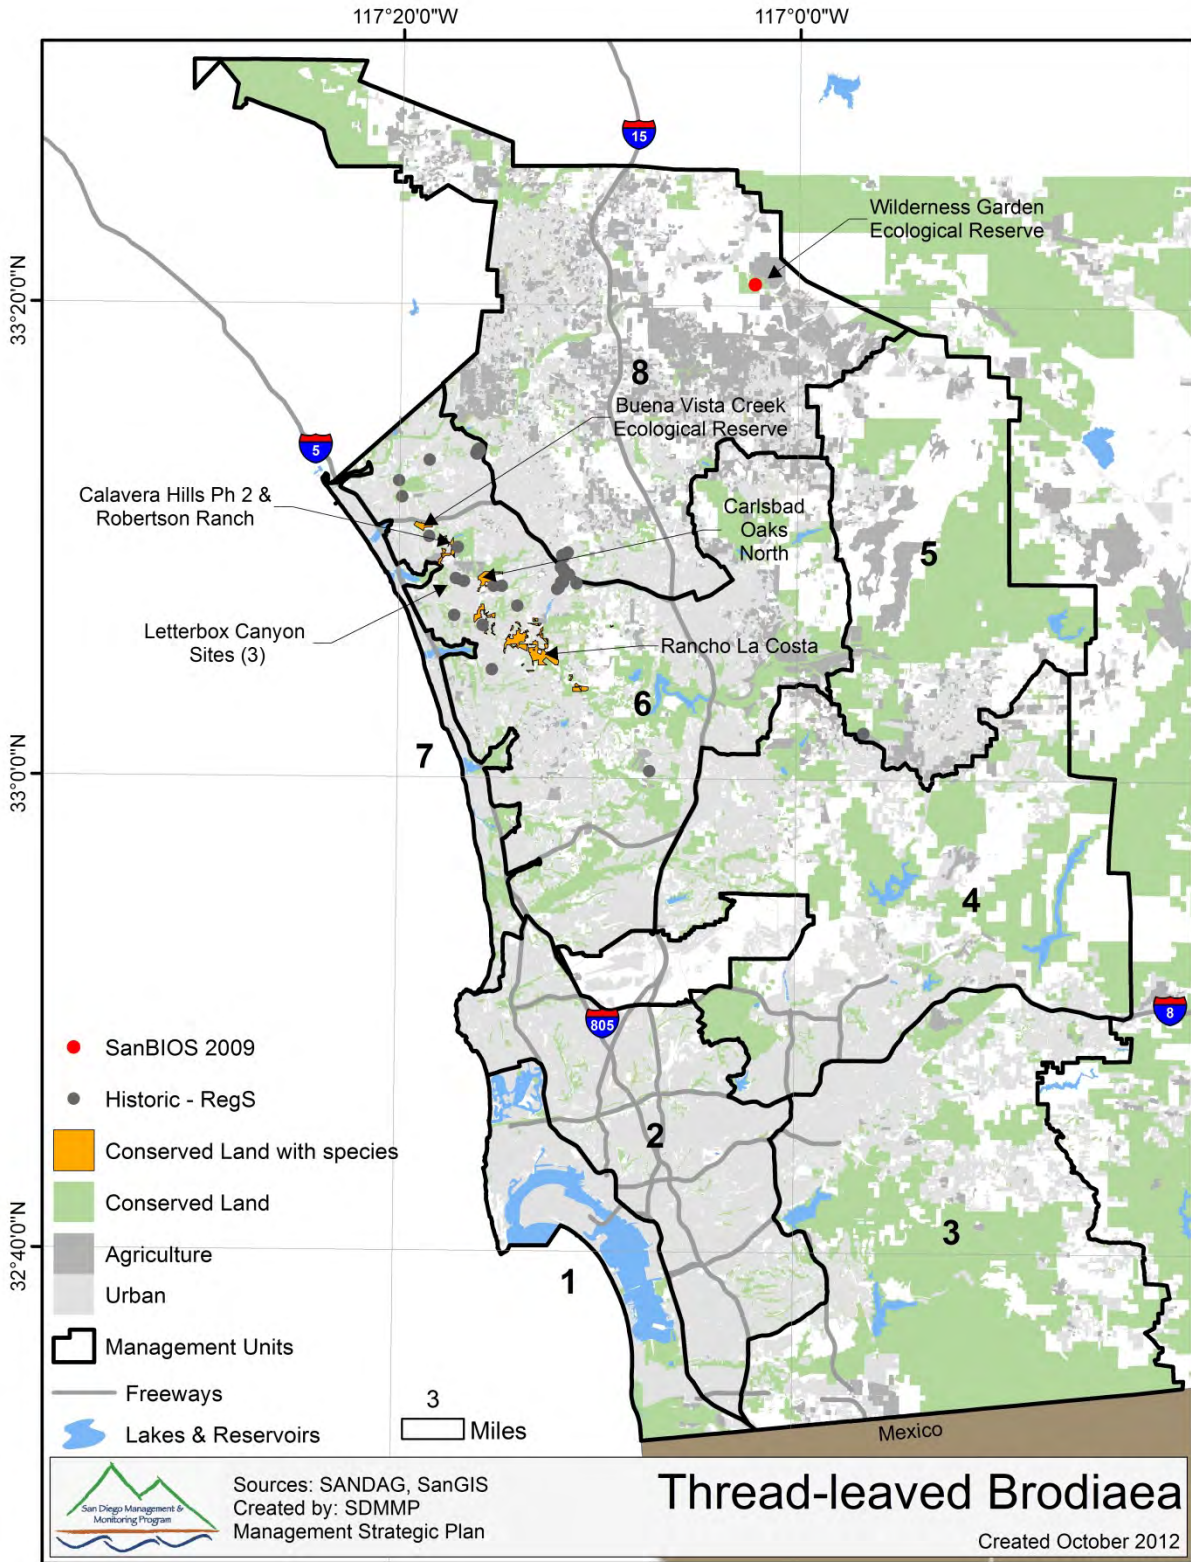 117°20'0"W
117°0'0"W
15
Wilderness Garden
Ecological Reserve
33°20'0"N
8
Buena Vista Creek
Ecological Reserve
5
Calavera Hills Ph 2 &
Robertson Ranch
Carlsbad
Oaks
North
5
Letterbox Canyon
Sites (3)
Rancho La Costa
6
7
33°0'0"N
4
8
805
SanBIOS 2009
Historic - RegS
2
Conserved Land with species
Conserved Land
3
Agriculture
32°40'0"N
1
Urban
Management Units
Freeways
3
Miles
Lakes & Reservoirs
Mexico
San Diego Management &
Monitoring Program
Sources: SANDAG, SanGIS
Created by: SDMMP
Management Strategic Plan
Thread-leaved Brodiaea
Created October 2012